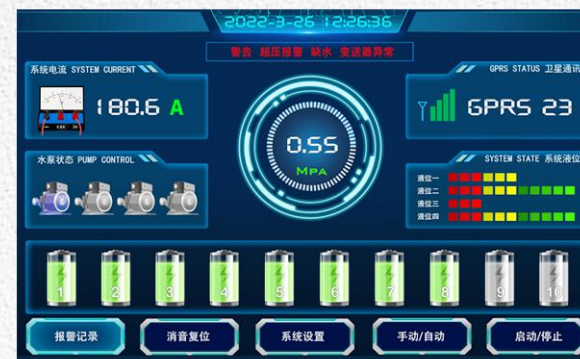 2022-3-26 12:26:36
警告 超压报警 缺水 变送器异常
系统电流 SYSTEM CURRENT
GPRS STATUS 卫星通讯
180.6 A
0.55
MPA
GPRS 23
水泵状态 PUMP CONTROL
SYSTEM STATE 系统液位
液位一
液位二
液位三
液位四
1 2 3 4 5 6 7 8 9 10
报警记录 消音复位 系统设置 手动/自动 启动/停止